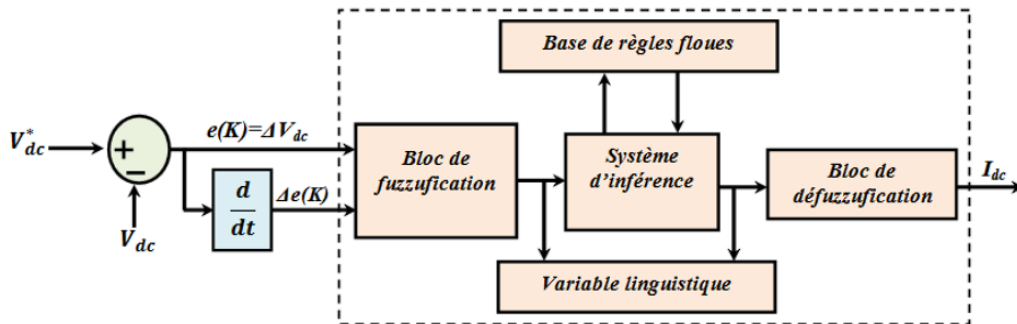 Base de règles floues
V*dc
+
−
e(K)=ΔVdc
Bloc de
fuzzufication
Système
d'inférence
Bloc de
défuzzufication
Idc
d
dt
Δe(K)
Vdc
Variable linguistique